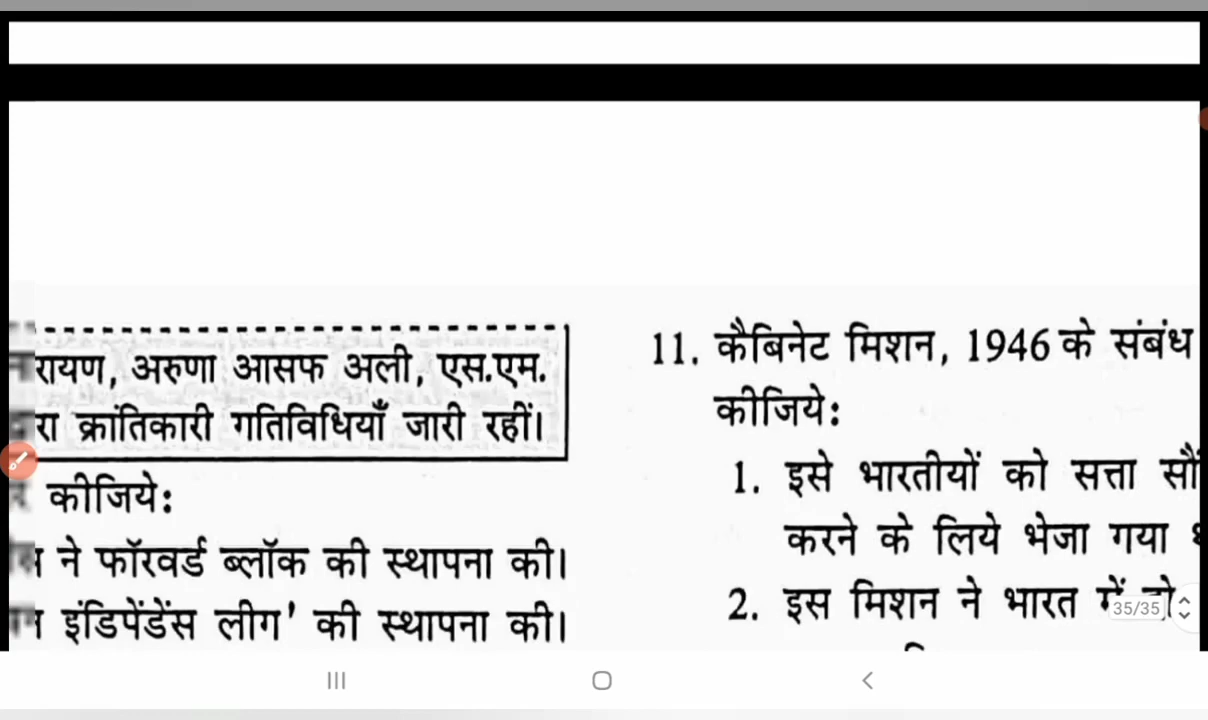 रायण, अरुणा आसफ अली, एस.एम.
रा क्रांतिकारी गतिविधियाँ जारी रहीं।
कीजिये:
ने फॉरवर्ड ब्लॉक की स्थापना की।
इंडिपेंडेंस लीग' की स्थापना की।
11. कैबिनेट मिशन, 1946 के संबंध
कीजिये:
1. इसे भारतीयों को सत्ता सौं
करने के लिये भेजा गया
2. इस मिशन ने भारत में
35/35